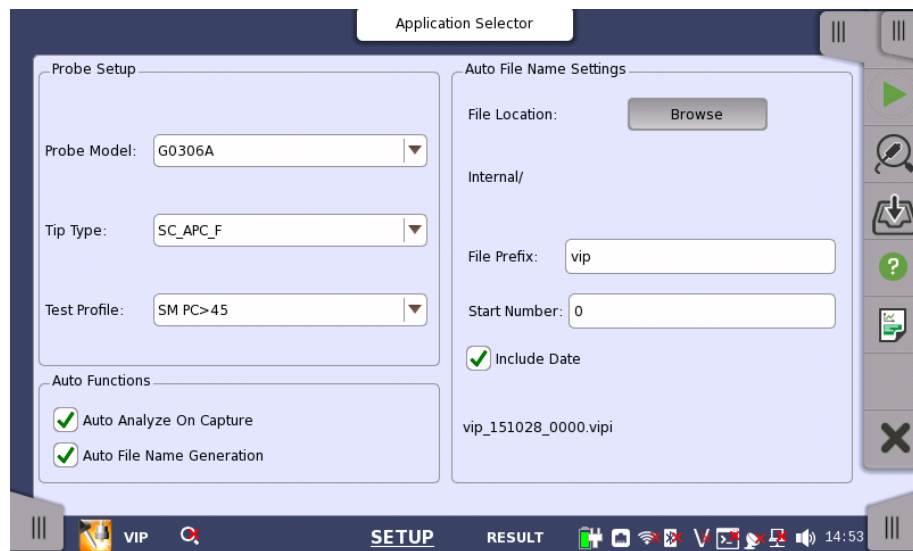 Application Selector
Probe Setup
Probe Model: G0306A
Tip Type: SC_APC_F
Test Profile: SM PC>45
Auto Functions
Auto Analyze On Capture
Auto File Name Generation
Auto File Name Settings
File Location: Browse
Internal/
File Prefix: vip
Start Number: 0
Include Date
vip_151028_0000.vipi
?
VIP SETUP RESULT 14:53